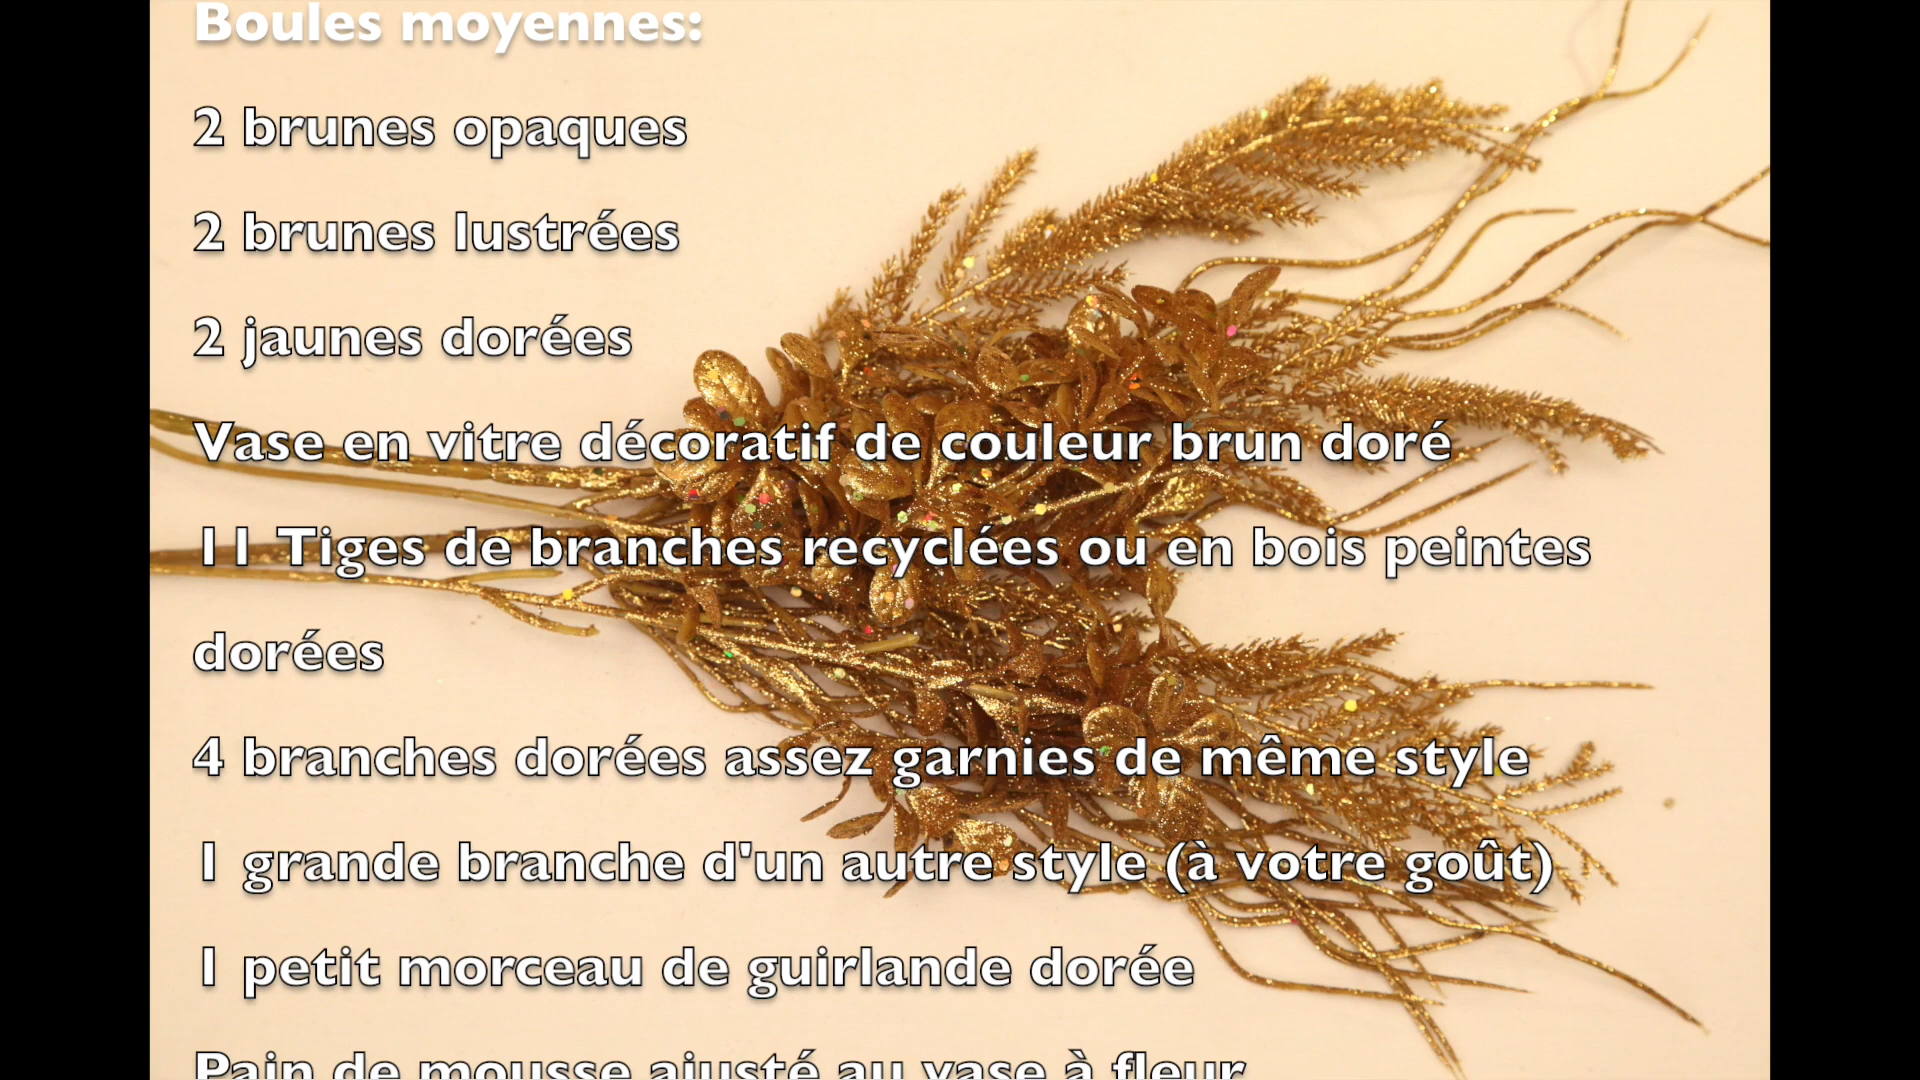 Boules moyennes:
2 brunes opaques
2 brunes lustrées
2 jaunes dorées
Vase en vitre décoratif de couleur brun doré
11 Tiges de branches recyclées ou en bois peintes
dorées
4 branches dorées assez garnies de même style
1 grande branche d'un autre style (à votre goût)
1 petit morceau de guirlande dorée
Pain de mousse ajusté au vase à fleur